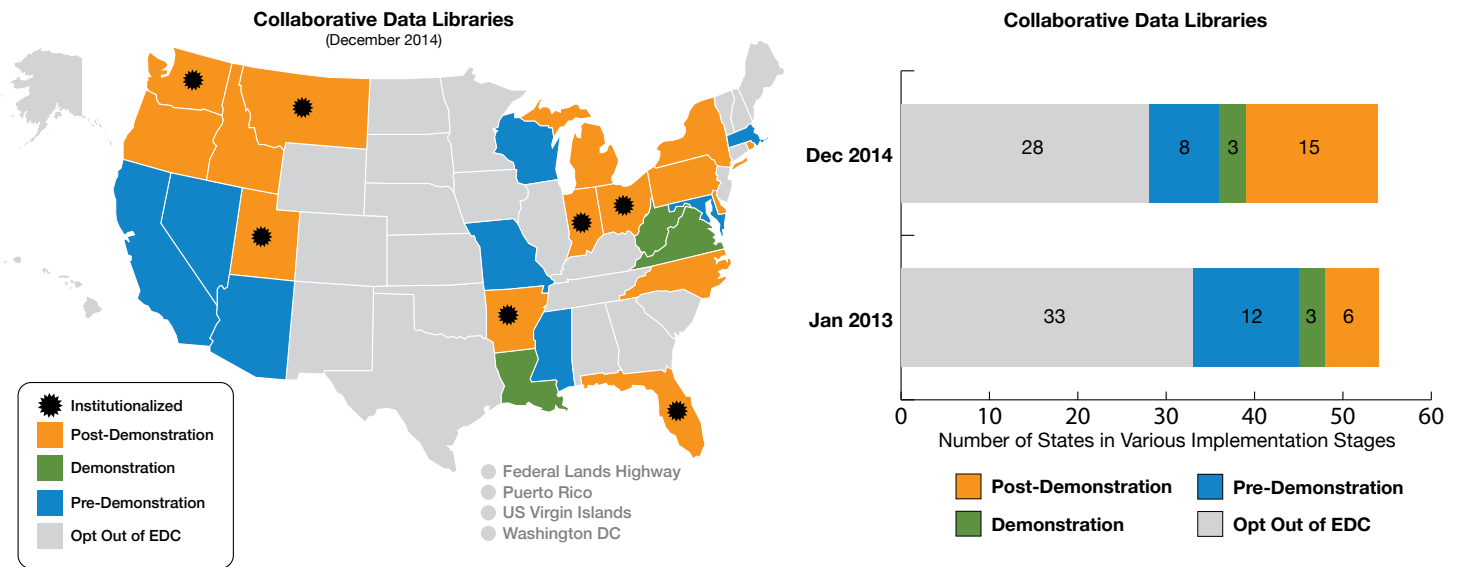 Collaborative Data Libraries
(December 2014)
Institutionalized
Post-Demonstration
Demonstration
Pre-Demonstration
Opt Out of EDC
Federal Lands Highway
Puerto Rico
US Virgin Islands
Washington DC
Collaborative Data Libraries
Dec 2014
28 8 3 15
Jan 2013
33 12 3 6
0 10 20 30 40 50 60
Number of States in Various Implementation Stages
Post-Demonstration Pre-Demonstration
Demonstration Opt Out of EDC